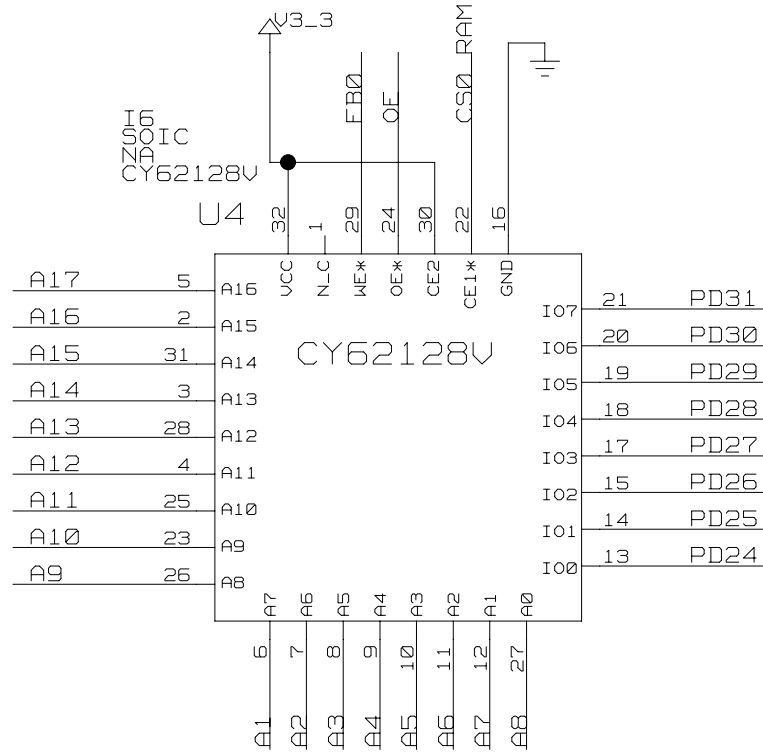 V3_3
EB0
OE
CS0_RAM
I6
SOIC
NA
CY62128V
U4
32
1
29
24
30
22
16
VCC
N_C
WE*
OE*
CE2
CE1*
GND
CY62128V
A17 5 A16
A16 2 A15
A15 31 A14
A14 3 A13
A13 28 A12
A12 4 A11
A11 25 A10
A10 23 A9
A9 26 A8
IO7 21 PD31
IO6 20 PD30
IO5 19 PD29
IO4 18 PD28
IO3 17 PD27
IO2 15 PD26
IO1 14 PD25
IO0 13 PD24
A7
A6
A5
A4
A3
A2
A1
A0
6
7
8
9
10
11
12
27
A1
A2
A3
A4
A5
A6
A7
A8